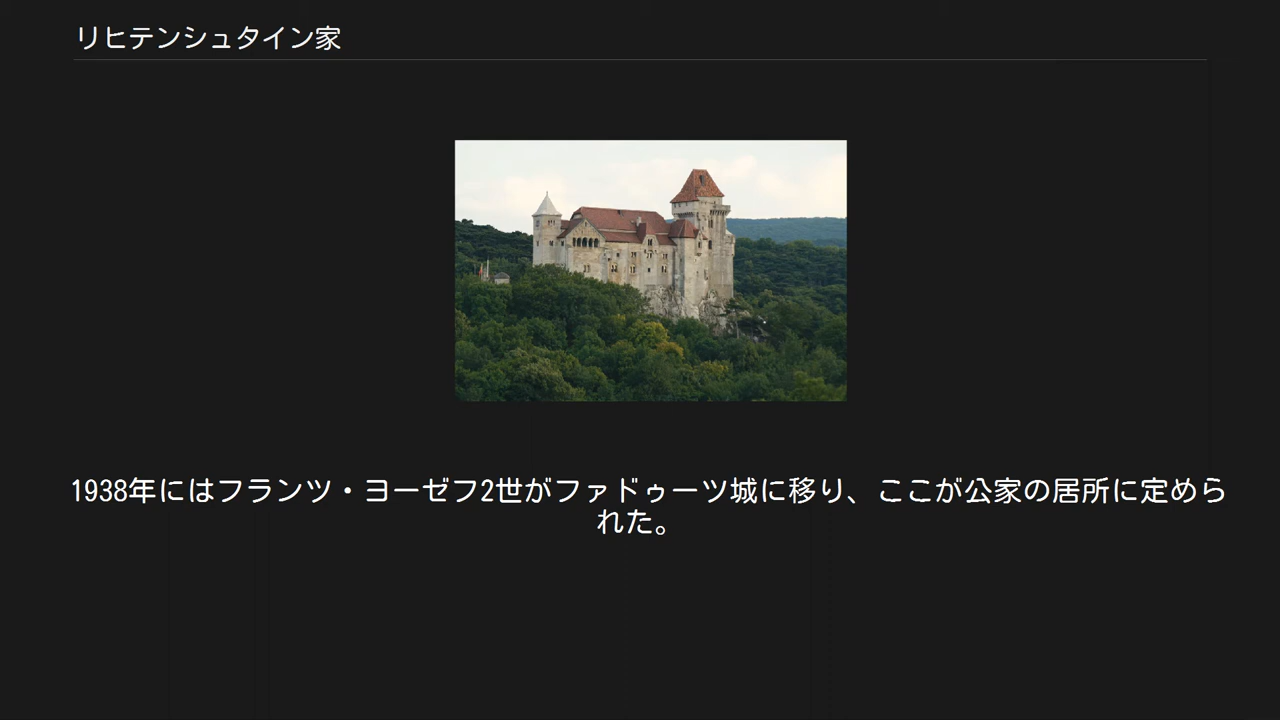 リヒテンシュタイン家
1938年にはフランツ・ヨーゼフ2世がファドゥーツ城に移り、ここが公家の居所に定めら
れた。